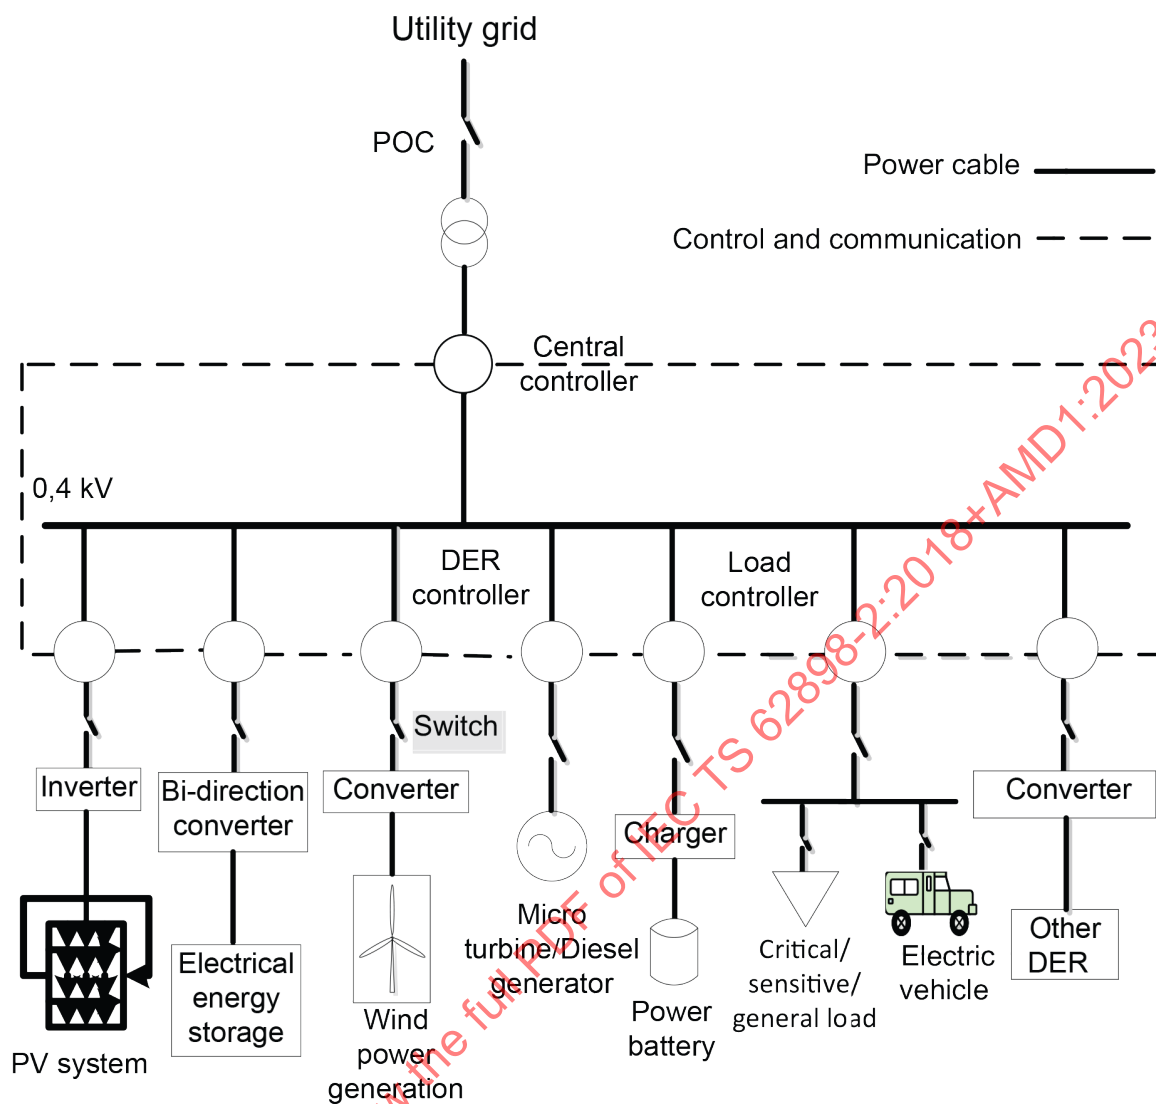 Utility grid
POC
Power cable
Control and communication
Central
controller
0,4 kV
DER
controller
Load
controller
Switch
Inverter
Bi-direction
converter
Converter
Charger
Converter
Electrical
energy
storage
PV system
Wind
power
generation
Micro
turbine/Diesel
generator
Power
battery
Critical/
sensitive/
general load
Electric
vehicle
Other
DER
the full PDF of IEC TS 62898-2:2018+AMD1:2023